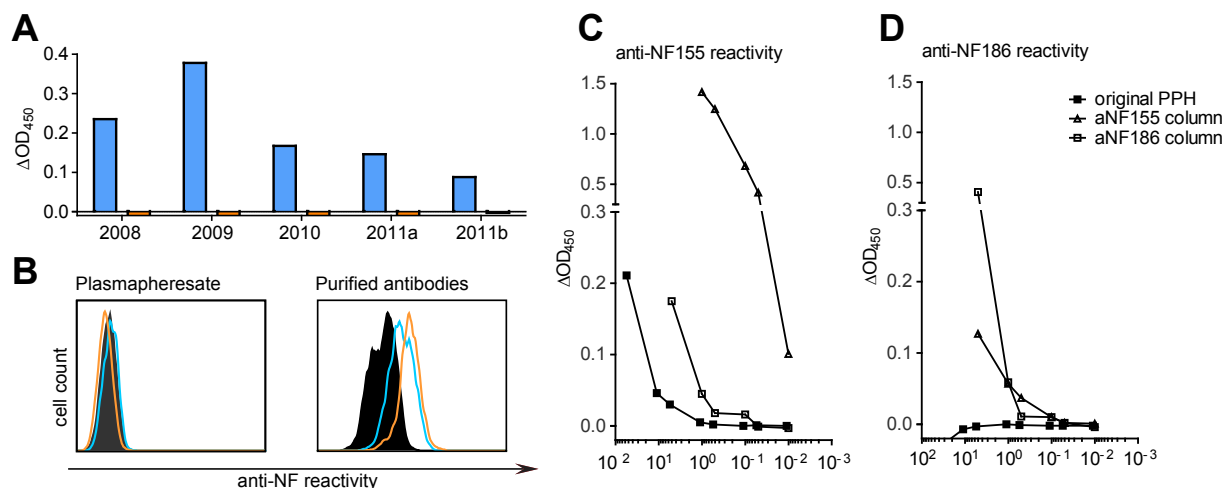 A
0.4
0.3
0.2
0.1
0.0
ΔOD450
2008 2009 2010 2011a 2011b
B
Plasmapheresate
Purified antibodies
cell count
anti-NF reactivity
C
anti-NF155 reactivity
1.5
1.0
0.5
0.3
0.2
0.1
0.0
ΔOD450
10 2 10 1 10 0 10 -1 10 -2 10 -3
D
anti-NF186 reactivity
original PPH
aNF155 column
aNF186 column
1.5
1.0
0.5
0.3
0.2
0.1
0.0
ΔOD450
10 2 10 1 10 0 10 -1 10 -2 10 -3